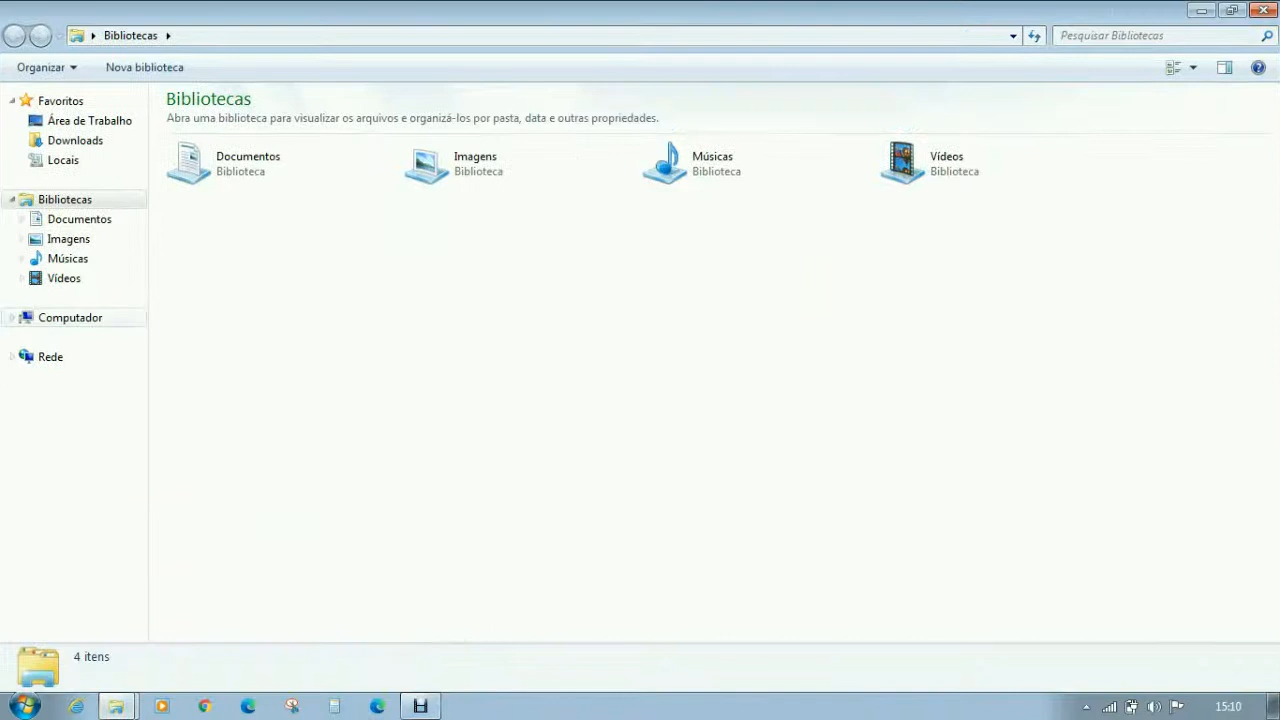 Bibliotecas
Pesquisar Bibliotecas
Organizar
Nova biblioteca
Favoritos
Área de Trabalho
Downloads
Locais
Bibliotecas
Documentos
Imagens
Músicas
Vídeos
Computador
Rede
Bibliotecas
Abra uma biblioteca para visualizar os arquivos e organizá-los por pasta, data e outras propriedades.
Documentos
Biblioteca
Imagens
Biblioteca
Músicas
Biblioteca
Vídeos
Biblioteca
4 itens
15:10